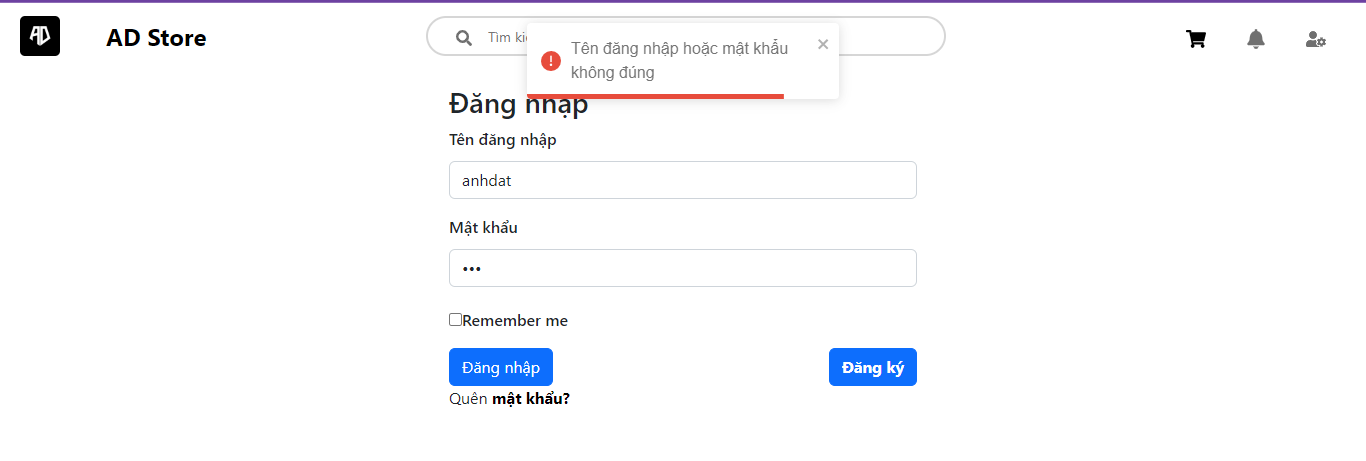 AD
AD Store
Tìm
Tên đăng nhập hoặc mật khẩu
không đúng
Đăng nhập
Tên đăng nhập
anhdat
Mật khẩu
•••
Remember me
Đăng nhập
Đăng ký
Quên mật khẩu?